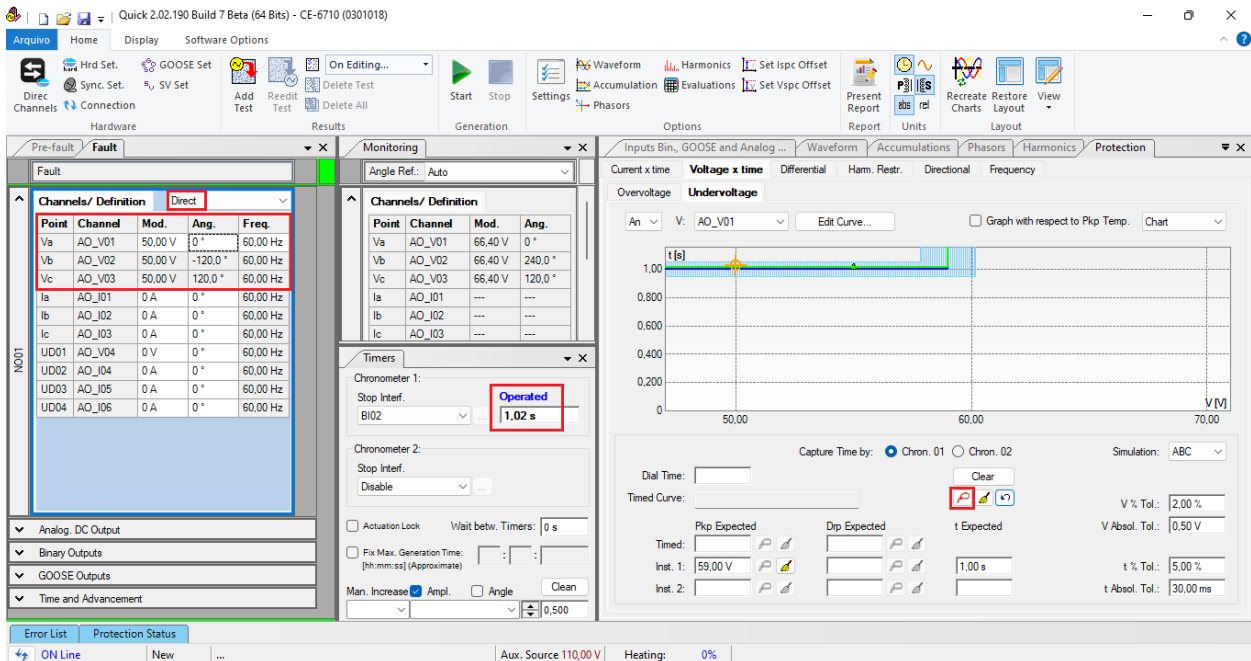 Quick 2.02.190 Build 7 Beta (64 Bits) - CE-6710 (0301018)
Arquivo Home Display Software Options
Direc Channels
Hrd Set.
Sync. Set.
Connection
GOOSE Set
SV Set
Hardware
Add Test
Reedit Test
On Editing...
Delete Test
Delete All
Results
Start
Stop
Generation
Settings
Waveform
Accumulation
Phasors
Harmonics
Evaluations
Set Ispc Offset
Set Vspc Offset
Options
Present Report
Report
abs rel
Units
Recreate Charts
Restore Layout
View
Layout
Pre-fault Fault
Fault
NO01
Channels/ Definition Direct
Point Channel Mod. Ang. Freq.
Va AO_V01 50,00 V 0 ° 60,00 Hz
Vb AO_V02 50,00 V -120,0 ° 60,00 Hz
Vc AO_V03 50,00 V 120,0 ° 60,00 Hz
Ia AO_I01 0 A 0 ° 60,00 Hz
Ib AO_I02 0 A 0 ° 60,00 Hz
Ic AO_I03 0 A 0 ° 60,00 Hz
UD01 AO_V04 0 V 0 ° 60,00 Hz
UD02 AO_I04 0 A 0 ° 60,00 Hz
UD03 AO_I05 0 A 0 ° 60,00 Hz
UD04 AO_I06 0 A 0 ° 60,00 Hz
Analog. DC Output
Binary Outputs
GOOSE Outputs
Time and Advancement
Monitoring
Angle Ref.: Auto
Channels/ Definition
Point Channel Mod. Ang.
Va AO_V01 66,40 V 0 °
Vb AO_V02 66,40 V 240,0 °
Vc AO_V03 66,40 V 120,0 °
Ia AO_I01 --- ---
Ib AO_I02 --- ---
Ic AO_I03 --- ---
Timers
Chronometer 1:
Stop Interf. Operated
BI02 ... 1,02 s
Chronometer 2:
Stop Interf.
Disable ...
Actuation Lock Wait betw. Timers: 0 s
Fix Max. Generation Time: : :
[hh:mm:ss] (Approximate)
Man. Increase Ampl. Angle Clean
0,500
Inputs Bin., GOOSE and Analog ... Waveform Accumulations Phasors Harmonics Protection
Current x time Voltage x time Differential Harm. Restr. Directional Frequency
Overvoltage Undervoltage
An V: AO_V01 Edit Curve... Graph with respect to Pkp Temp. Chart
t [s]
1,00
0,800
0,600
0,400
0,200
0
50,00 60,00 70,00
V [V]
Capture Time by: Chron. 01 Chron. 02 Simulation: ABC
Dial Time: Clear
Timed Curve: V % Tol.: 2,00 %
Pkp Expected Drp Expected t Expected V Absol. Tol.: 0,50 V
Timed:
Inst. 1: 59,00 V 1,00 s t % Tol.: 5,00 %
Inst. 2: t Absol. Tol.: 30,00 ms
Error List Protection Status
ON Line New ... Aux. Source 110,00 V Heating: 0%